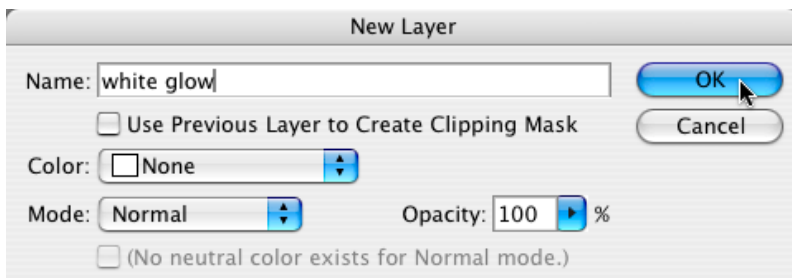 New Layer
Name: white glow OK
Use Previous Layer to Create Clipping Mask Cancel
Color: None
Mode: Normal Opacity: 100 %
(No neutral color exists for Normal mode.)